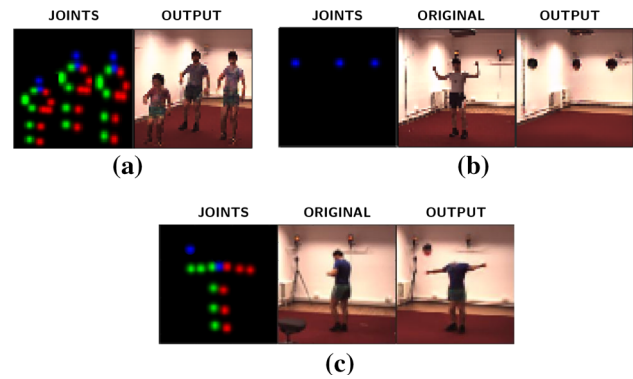 JOINTS OUTPUT
JOINTS ORIGINAL OUTPUT
(a)
(b)
JOINTS ORIGINAL OUTPUT
(c)